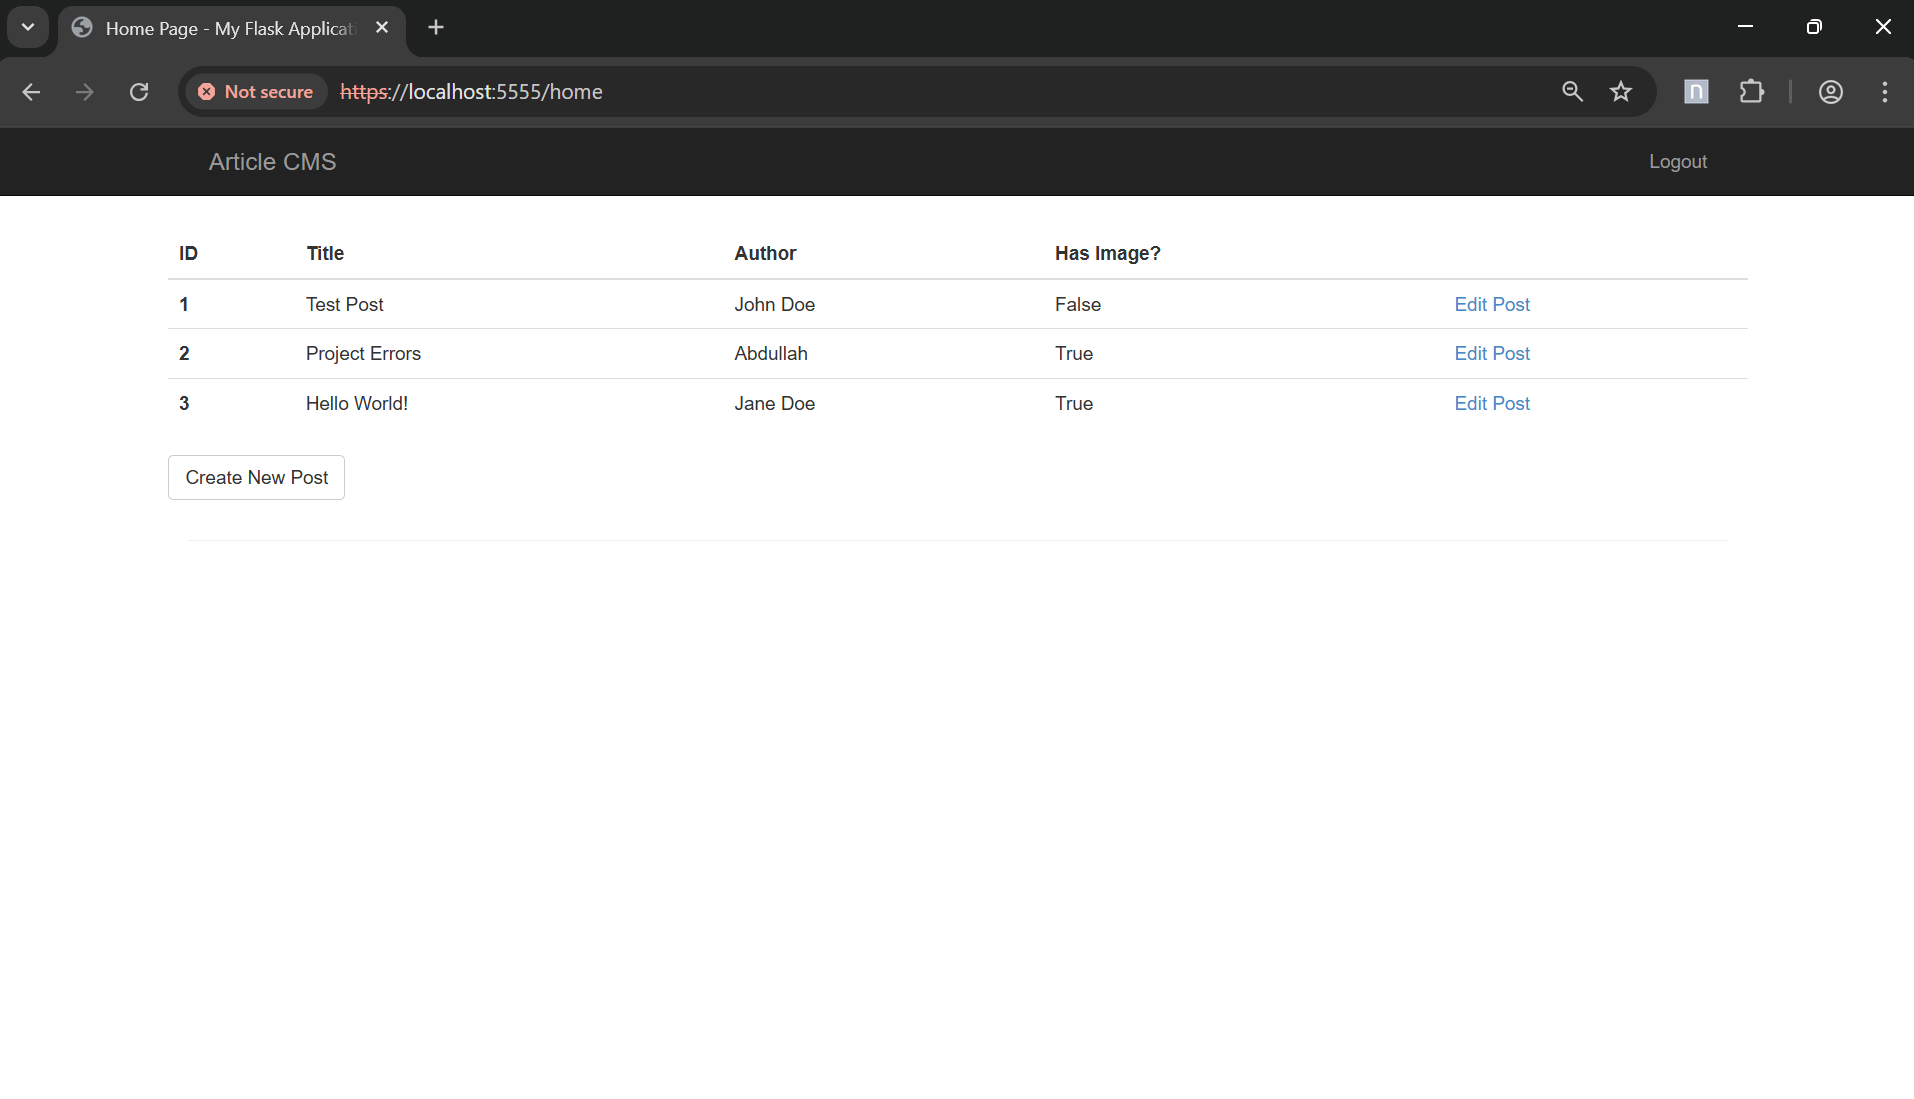 Home Page - My Flask Applicat
Not secure https://localhost:5555/home
n
Article CMS Logout
ID Title Author Has Image?
1 Test Post John Doe False Edit Post
2 Project Errors Abdullah True Edit Post
3 Hello World! Jane Doe True Edit Post
Create New Post